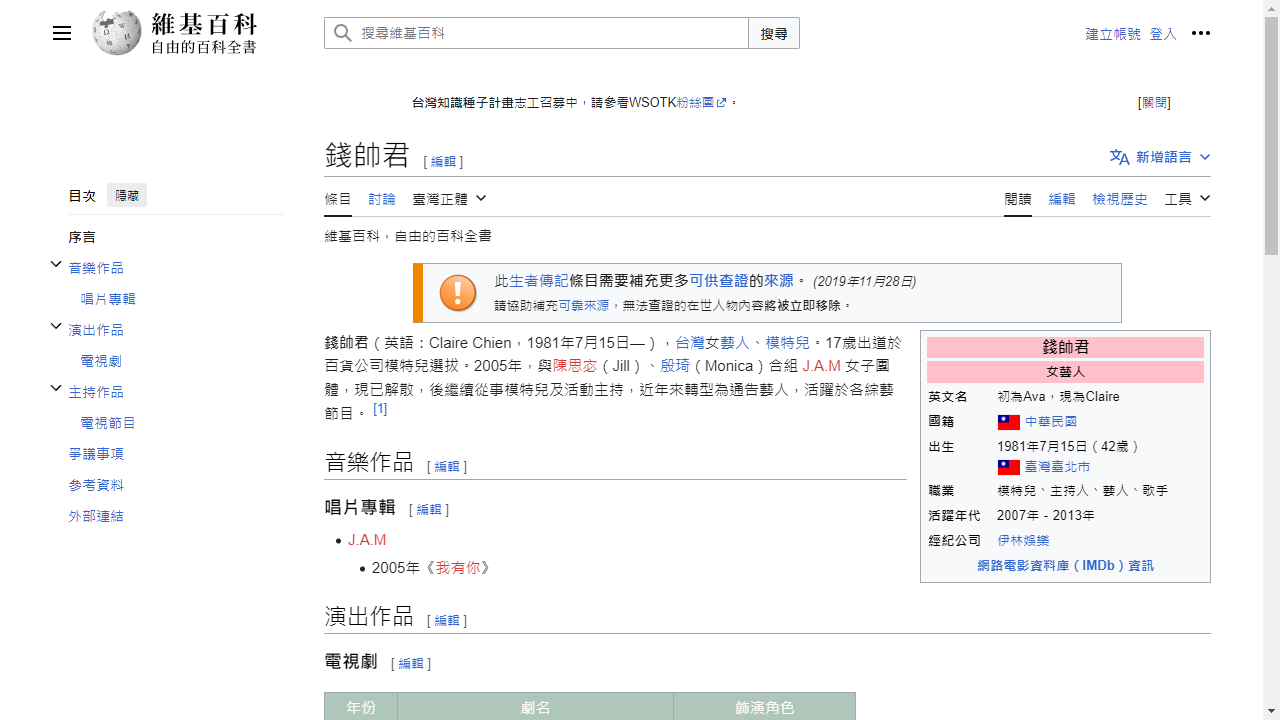 維基百科
自由的百科全書
搜尋維基百科
搜尋
建立帳號 登入
台灣知識種子計畫志工召募中，請參看WSOTK粉絲團。
[關閉]
錢帥君 [編輯]
新增語言
目次 隱藏
條目 討論 臺灣正體
閱讀 編輯 檢視歷史 工具
序言
音樂作品
唱片專輯
演出作品
電視劇
主持作品
電視節目
爭議事項
參考資料
外部連結
維基百科，自由的百科全書
此生者傳記條目需要補充更多可供查證的來源。 (2019年11月28日)
請協助補充可靠來源，無法查證的在世人物內容將被立即移除。
錢帥君（英語：Claire Chien，1981年7月15日—），台灣女藝人、模特兒。17歲出道於
百貨公司模特兒選拔。2005年，與陳思宓（Jill）、殷琦（Monica）合組 J.A.M 女子團
體，現已解散，後繼續從事模特兒及活動主持，近年來轉型為通告藝人，活躍於各綜藝
節目。[1]
錢帥君
女藝人
英文名 初為Ava，現為Claire
國籍 中華民國
出生 1981年7月15日（42歲）
臺灣臺北市
職業 模特兒、主持人、藝人、歌手
活躍年代 2007年 - 2013年
經紀公司 伊林娛樂
網路電影資料庫（IMDb）資訊
音樂作品 [編輯]
唱片專輯 [編輯]
J.A.M
2005年《我有你》
演出作品 [編輯]
電視劇 [編輯]
年份 劇名 飾演角色